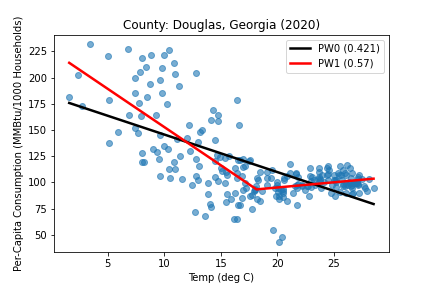 County: Douglas, Georgia (2020)
PW0 (0.421)
PW1 (0.57)
Per-Capita Consumption (MMBtu/1000 Households)
225
200
175
150
125
100
75
50
5 10 15 20 25
Temp (deg C)